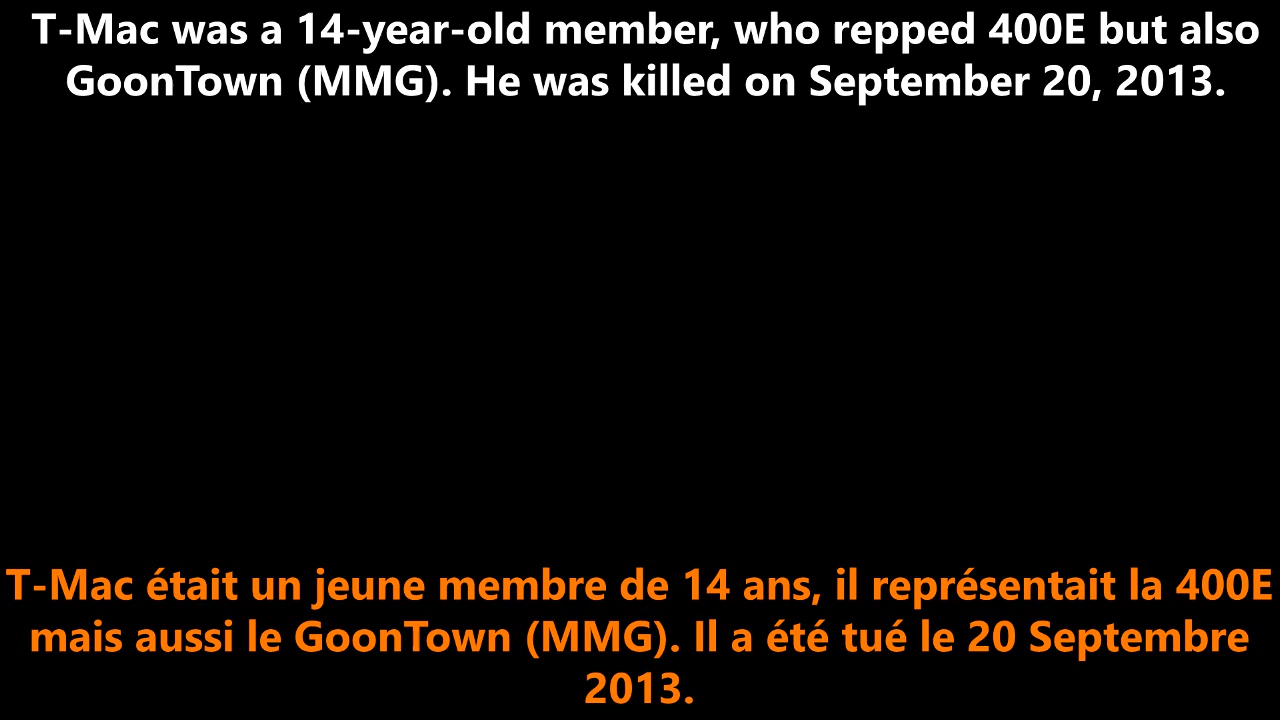 T-Mac was a 14-year-old member, who repped 400E but also
GoonTown (MMG). He was killed on September 20, 2013.
T-Mac était un jeune membre de 14 ans, il représentait la 400E
mais aussi le GoonTown (MMG). Il a été tué le 20 Septembre
2013.